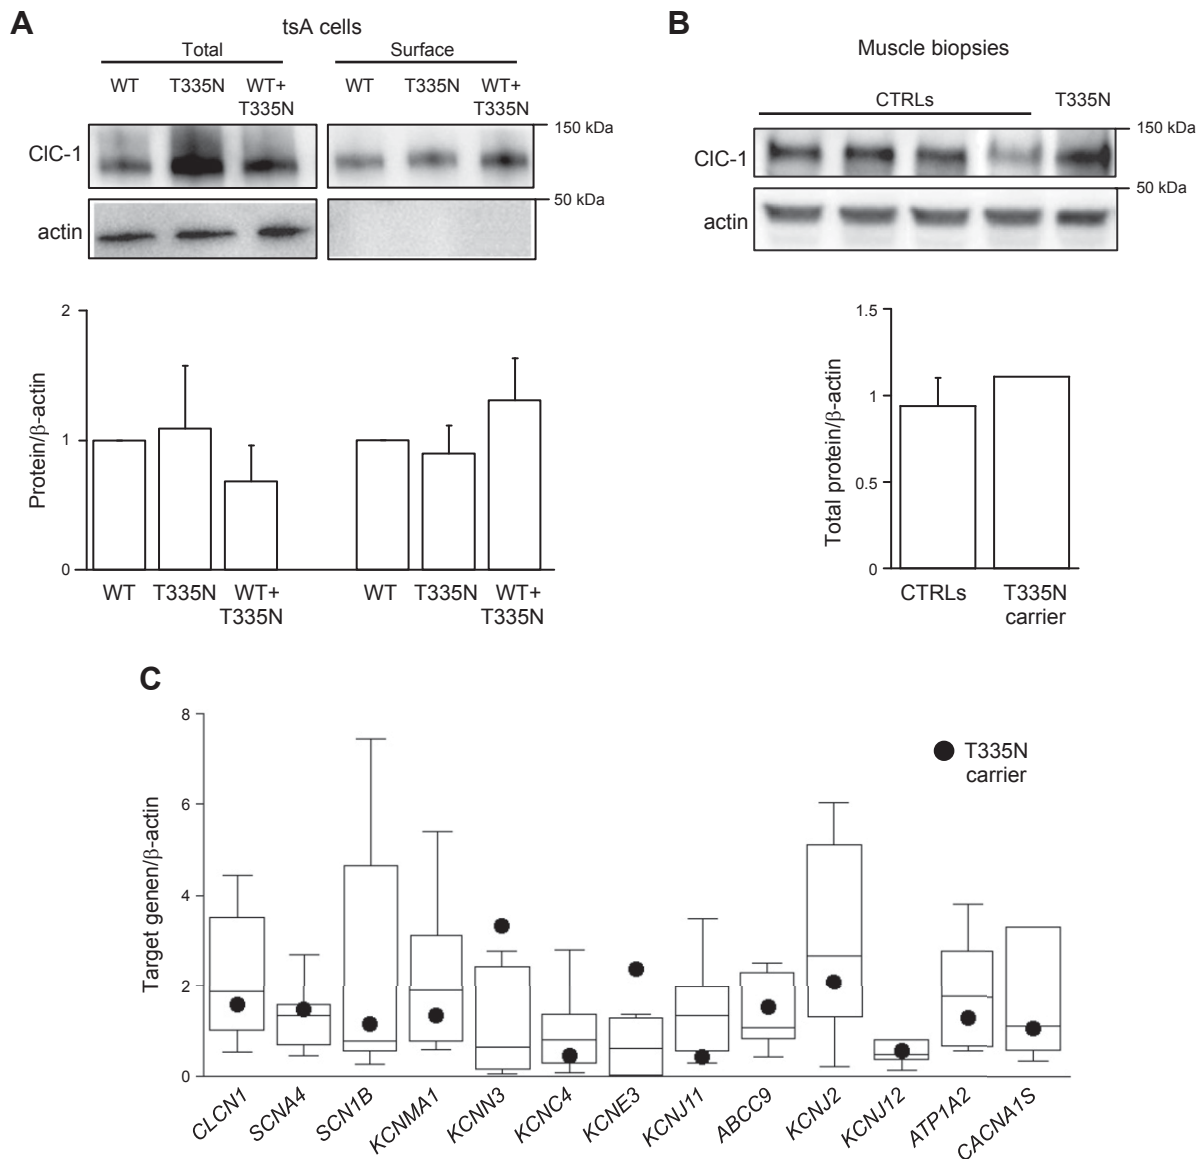 A
tsA cells
Total
Surface
WT
T335N
WT+
T335N
WT
T335N
WT+
T335N
150 kDa
ClC-1
50 kDa
actin
2
1
0
Protein/β-actin
WT
T335N
WT+
T335N
WT
T335N
WT+
T335N
B
Muscle biopsies
CTRLs
T335N
150 kDa
ClC-1
50 kDa
actin
1.5
1
0.5
0
Total protein/β-actin
CTRLs
T335N
carrier
C
8
6
4
2
0
Target genen/β-actin
T335N
carrier
CLCN1
SCNA4
SCN1B
KCNMA1
KCNN3
KCNC4
KCNE3
KCNJ11
ABCC9
KCNJ2
KCNJ12
ATP1A2
CACNA1S